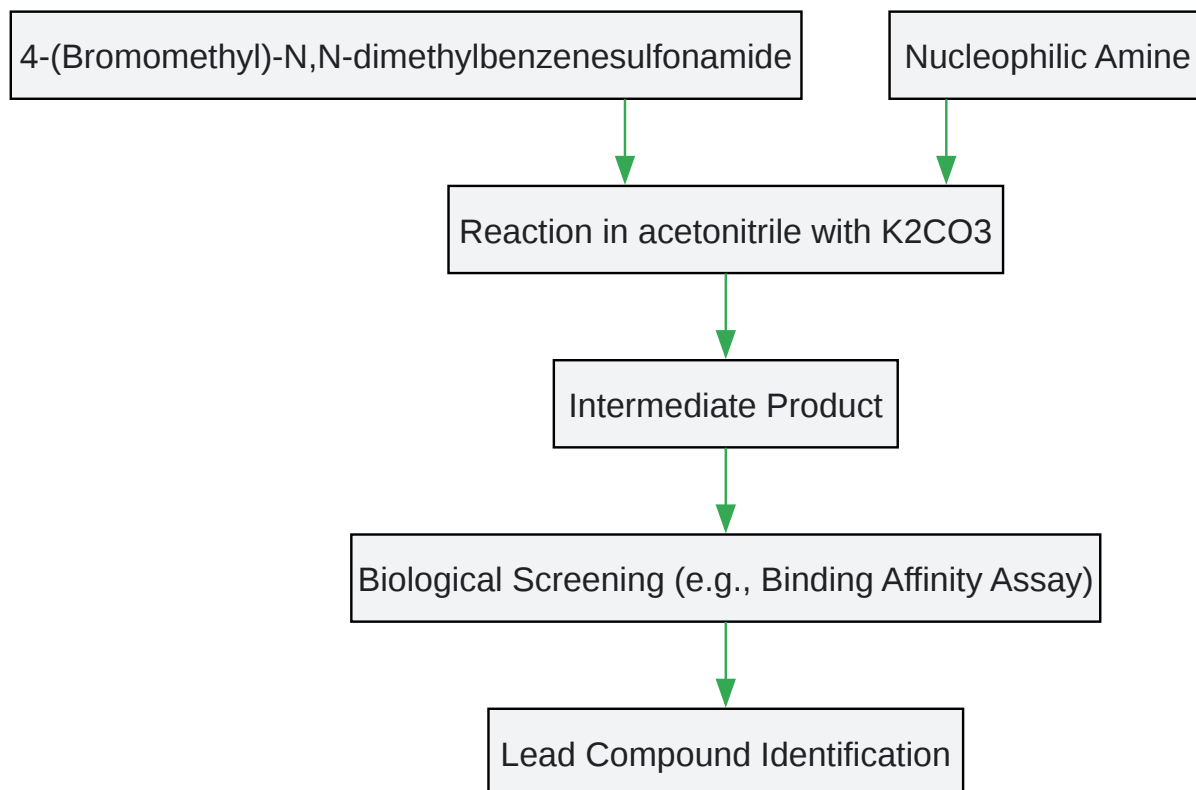 4-(Bromomethyl)-N,N-dimethylbenzenesulfonamide
Nucleophilic Amine
Reaction in acetonitrile with K2CO3
Intermediate Product
Biological Screening (e.g., Binding Affinity Assay)
Lead Compound Identification